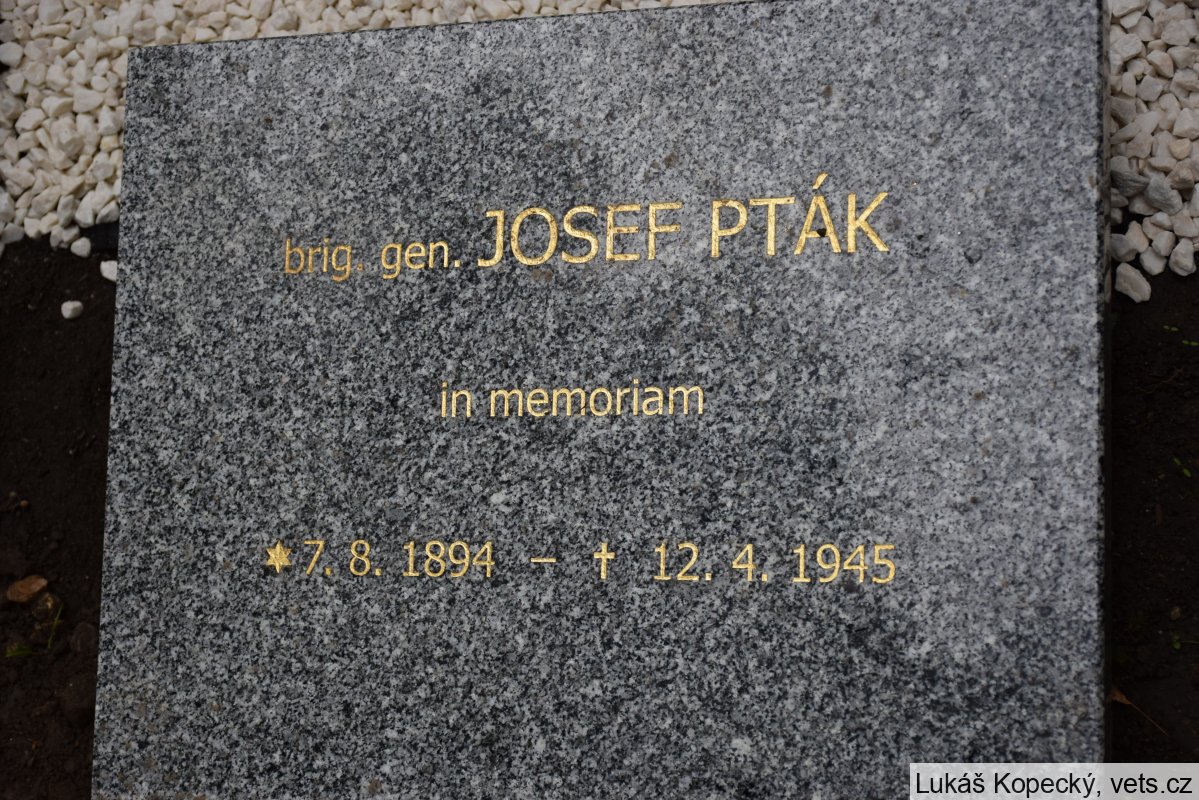 brig. gen. JOSEF PTÁK
in memoriam
✶ 7. 8. 1894 – † 12. 4. 1945
Lukáš Kopecký, vets.cz